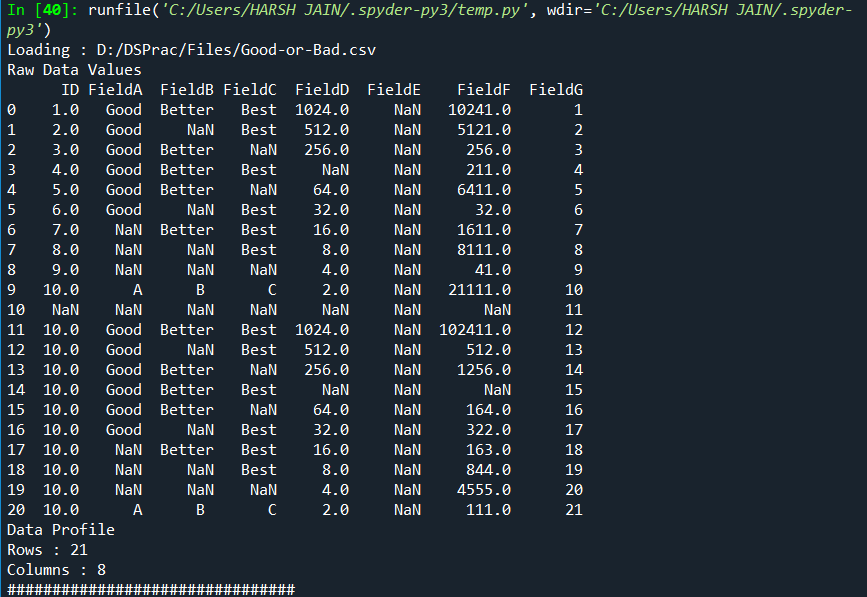 In [40]: runfile('C:/Users/HARSH JAIN/.spyder-py3/temp.py', wdir='C:/Users/HARSH JAIN/.spyder-
py3')
Loading : D:/DSPrac/Files/Good-or-Bad.csv
Raw Data Values
      ID FieldA  FieldB FieldC  FieldD  FieldE    FieldF  FieldG
0    1.0   Good  Better   Best  1024.0     NaN   10241.0       1
1    2.0   Good     NaN   Best   512.0     NaN    5121.0       2
2    3.0   Good  Better    NaN   256.0     NaN     256.0       3
3    4.0   Good  Better   Best     NaN     NaN     211.0       4
4    5.0   Good  Better    NaN    64.0     NaN    6411.0       5
5    6.0   Good     NaN   Best    32.0     NaN      32.0       6
6    7.0    NaN  Better   Best    16.0     NaN    1611.0       7
7    8.0    NaN     NaN   Best     8.0     NaN    8111.0       8
8    9.0    NaN     NaN    NaN     4.0     NaN      41.0       9
9   10.0      A       B      C     2.0     NaN   21111.0      10
10   NaN    NaN     NaN    NaN     NaN     NaN       NaN      11
11  10.0   Good  Better   Best  1024.0     NaN  102411.0      12
12  10.0   Good     NaN   Best   512.0     NaN     512.0      13
13  10.0   Good  Better    NaN   256.0     NaN    1256.0      14
14  10.0   Good  Better   Best     NaN     NaN       NaN      15
15  10.0   Good  Better    NaN    64.0     NaN     164.0      16
16  10.0   Good     NaN   Best    32.0     NaN     322.0      17
17  10.0    NaN  Better   Best    16.0     NaN     163.0      18
18  10.0    NaN     NaN   Best     8.0     NaN     844.0      19
19  10.0    NaN     NaN    NaN     4.0     NaN    4555.0      20
20  10.0      A       B      C     2.0     NaN     111.0      21
Data Profile
Rows : 21
Columns : 8
################################